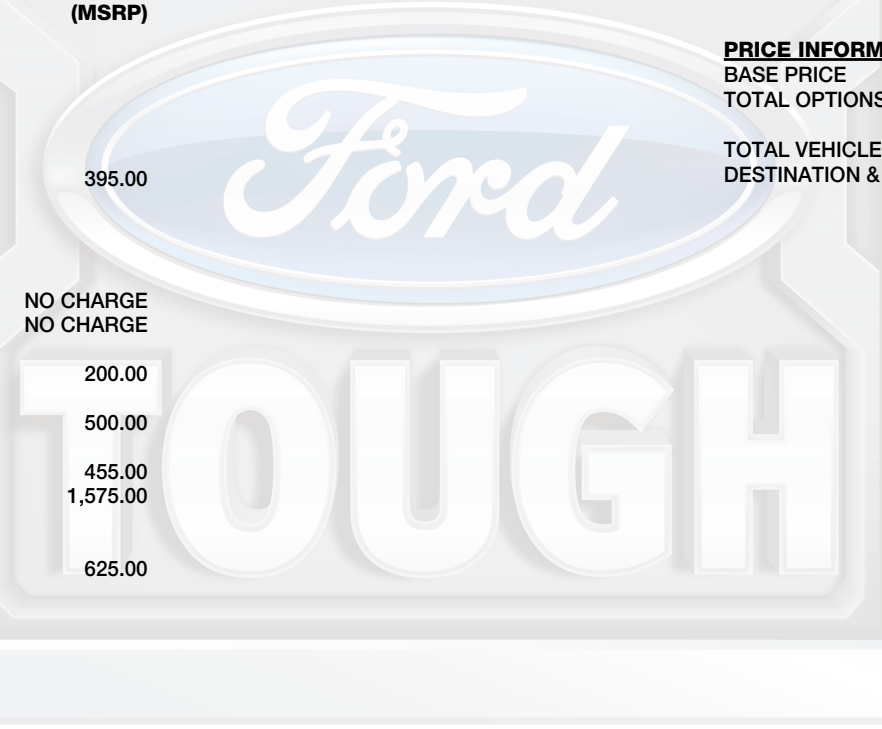 (MSRP)
395.00
NO CHARGE
NO CHARGE
200.00
500.00
455.00
1,575.00
625.00
PRICE INFORM
BASE PRICE
TOTAL OPTIONS
TOTAL VEHICLE
DESTINATION &
Ford
TOUGH